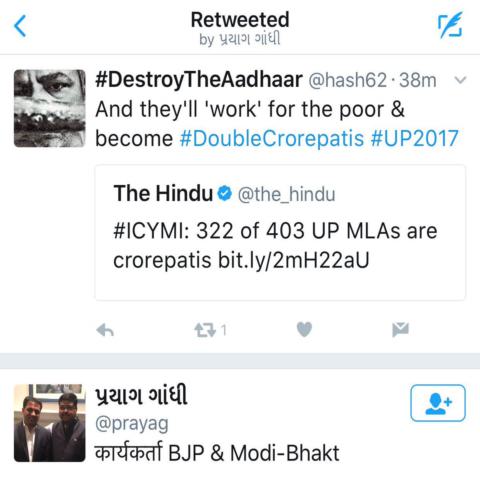 Retweeted
by પ્રયાગ ગાંધી
#DestroyTheAadhaar @hash62 · 38m
And they'll 'work' for the poor &
become #DoubleCrorepatis #UP2017
The Hindu @the_hindu
#ICYMI: 322 of 403 UP MLAs are
crorepatis bit.ly/2mH22aU
1
પ્રયાગ ગાંધી
@prayag
कार्यकर्ता BJP & Modi-Bhakt